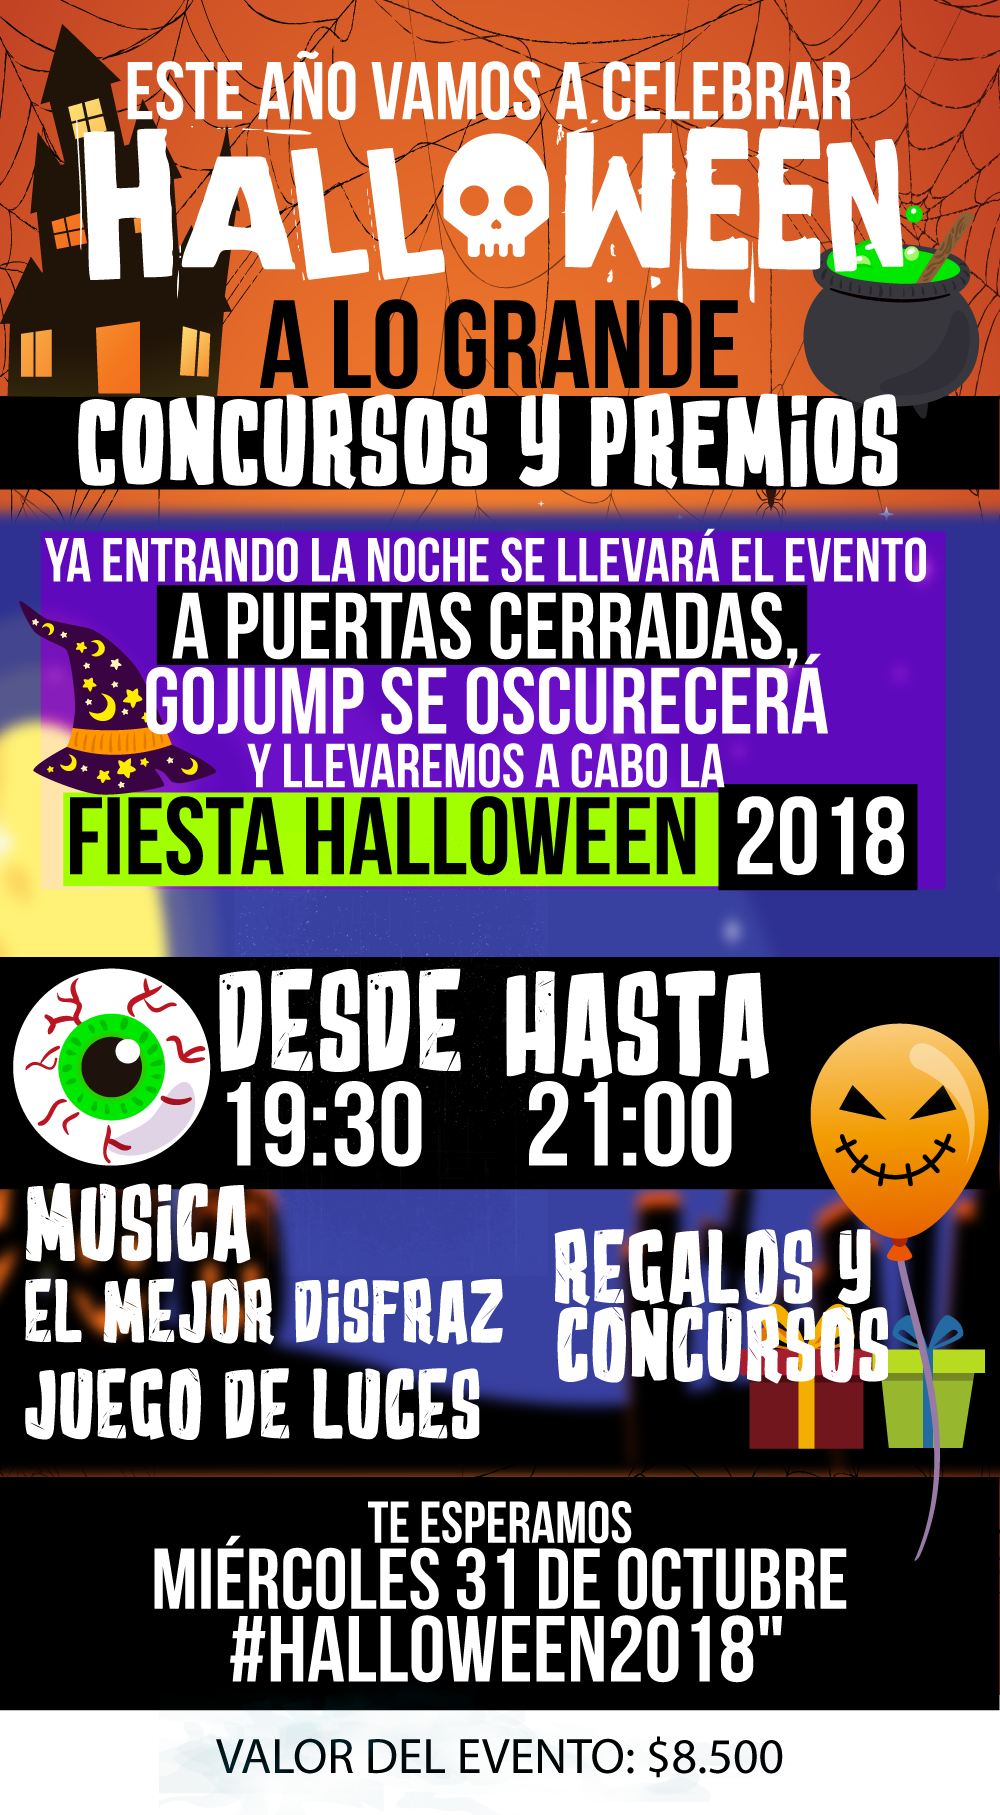 ESTE AÑO VAMOS A CELEBRAR
HALLOWEEN
A LO GRANDE
CONCURSOS Y PREMIOS
YA ENTRANDO LA NOCHE SE LLEVARÁ EL EVENTO
A PUERTAS CERRADAS,
GOJUMP SE OSCURECERÁ
Y LLEVAREMOS A CABO LA
FIESTA HALLOWEEN 2018
DESDE HASTA
19:30 21:00
MUSICA
EL MEJOR DISFRAZ
JUEGO DE LUCES
REGALOS Y
CONCURSOS
TE ESPERAMOS
MIÉRCOLES 31 DE OCTUBRE
#HALLOWEEN2018"
VALOR DEL EVENTO: $8.500